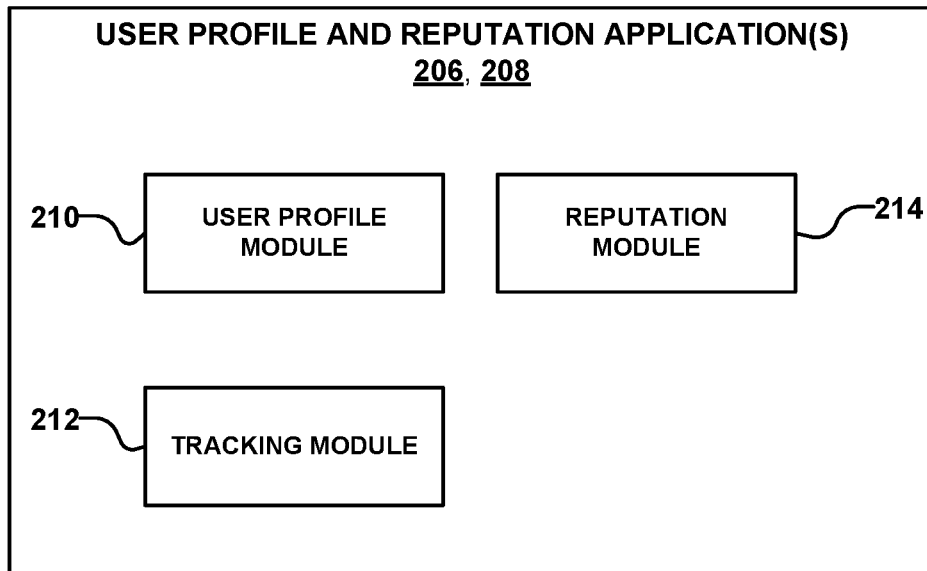 USER PROFILE AND REPUTATION APPLICATION(S)
206, 208
210
USER PROFILE
MODULE
REPUTATION
MODULE
214
212
TRACKING MODULE